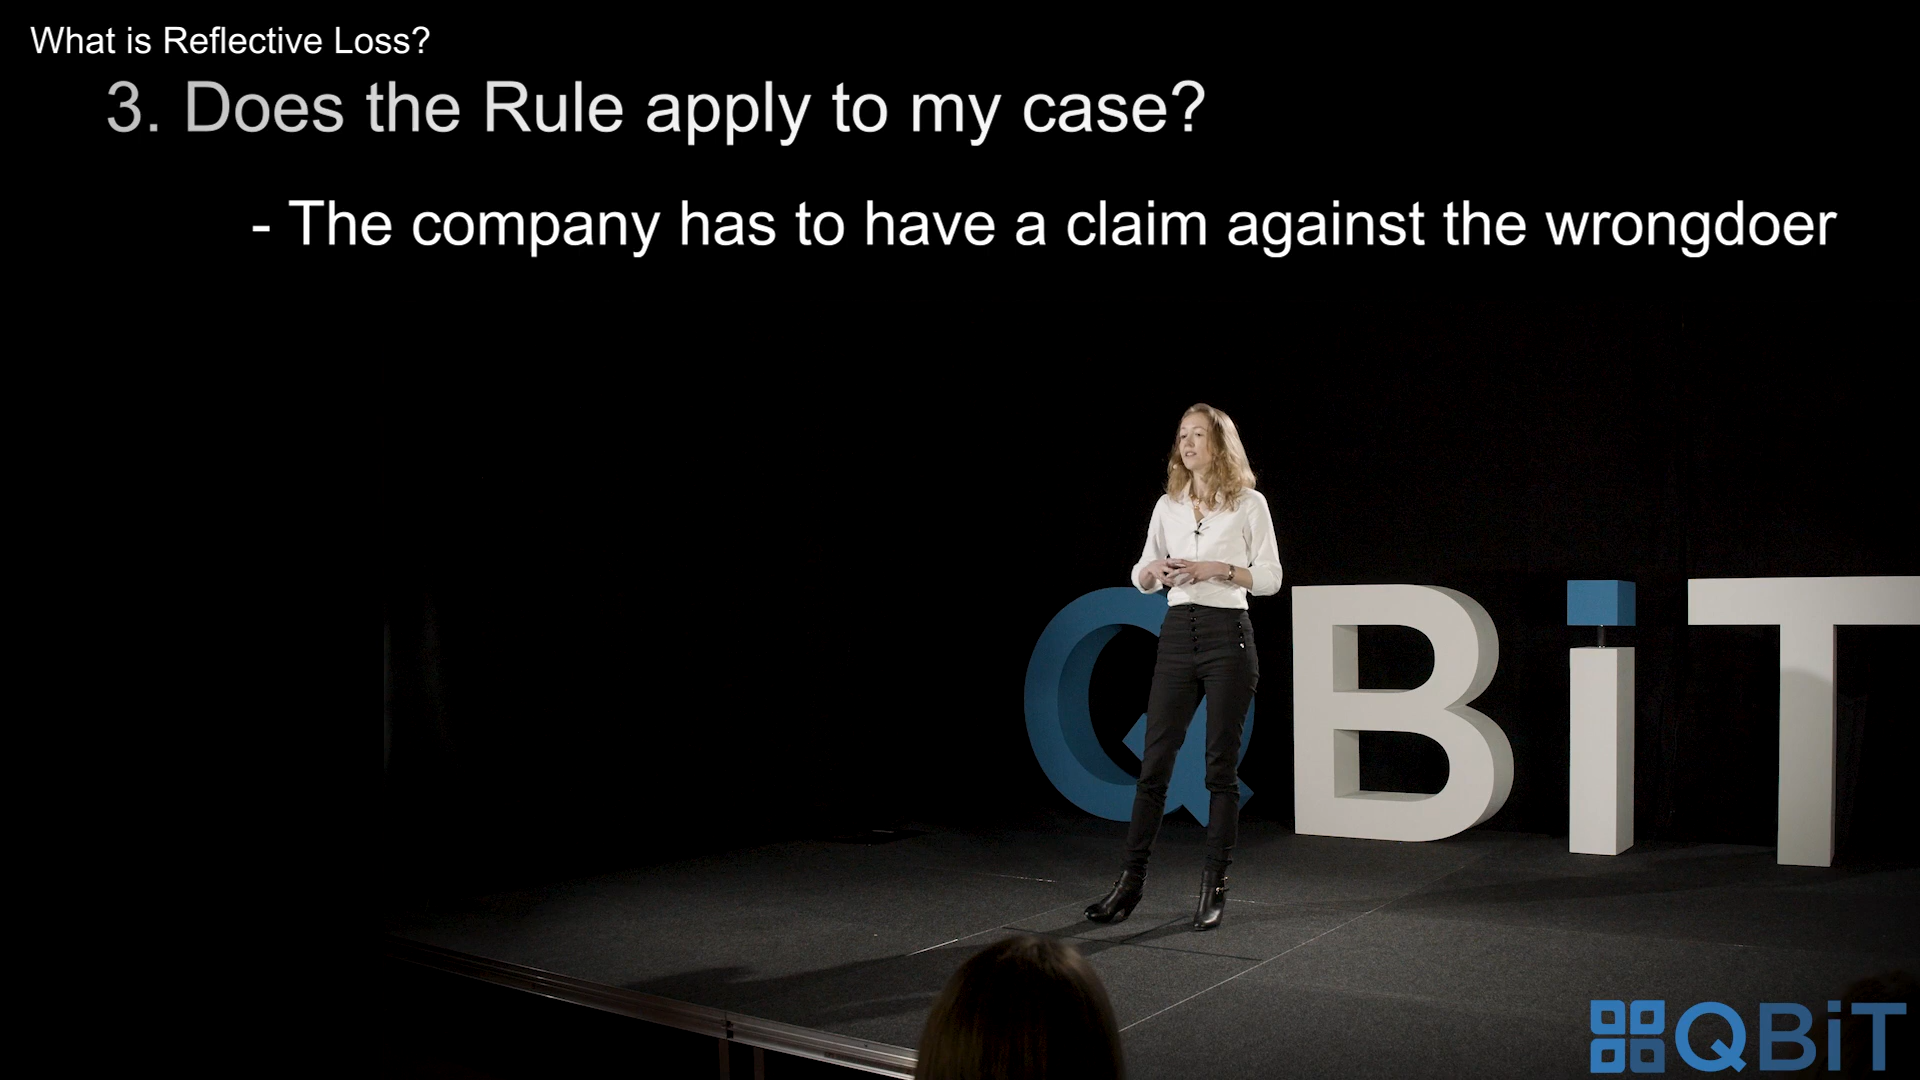 What is Reflective Loss?
3. Does the Rule apply to my case?
- The company has to have a claim against the wrongdoer
QBiT
QBiT